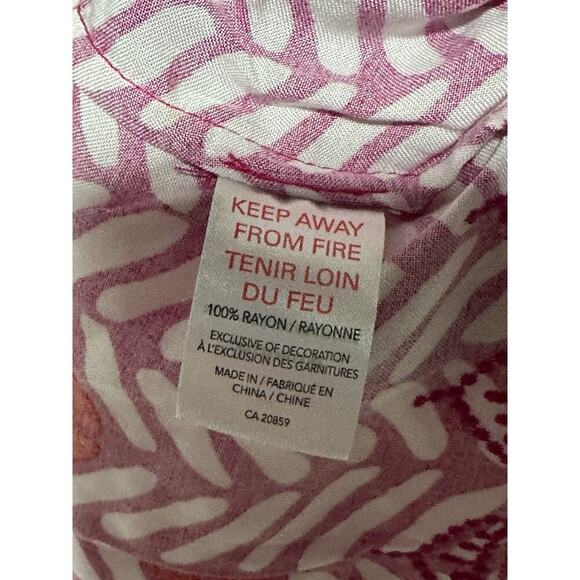 KEEP AWAY
FROM FIRE
TENIR LOIN
DU FEU
100% RAYON / RAYONNE
EXCLUSIVE OF DECORATION
À L'EXCLUSION DES GARNITURES
MADE IN / FABRIQUÉ EN
CHINA / CHINE
CA 20859